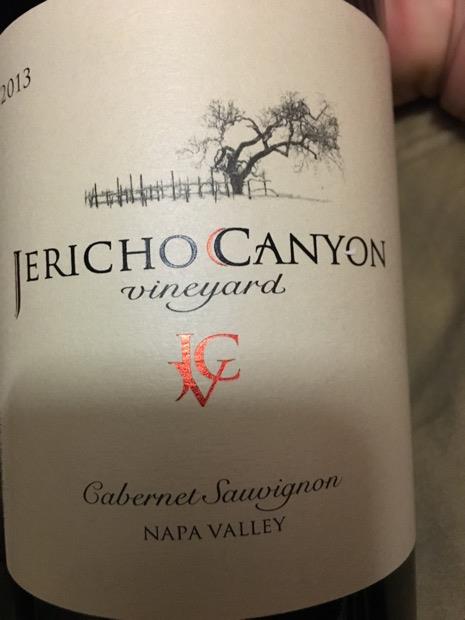 2013
JERICHO CANYON
vineyard
JCV
Cabernet Sauvignon
NAPA VALLEY